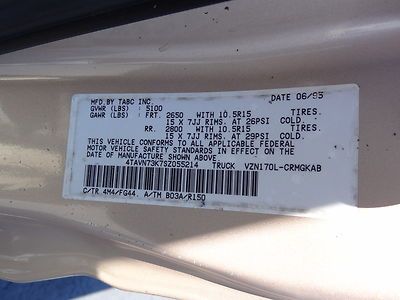 MFD.BY TABC INC. DATE 06/95
GVWR (LBS) : 5100
GAWR (LBS) : FRT. 2650 WITH 10.5R15 TIRES.
15 X 7JJ RIMS. AT 26PSI COLD.
RR. 2800 WITH 10.5R15 TIRES.
15 X 7JJ RIMS. AT 29PSI COLD.
THIS VEHICLE CONFORMS TO ALL APPLICABLE FEDERAL
MOTOR VEHICLE SAFETY STANDARDS IN EFFECT ON THE
DATE OF MANUFACTURE SHOWN ABOVE.
4TAVN73K7SZ055214 TRUCK VZN170L-CRMGKAB
C/TR 4M4/FG44, A/TM B03A/R150